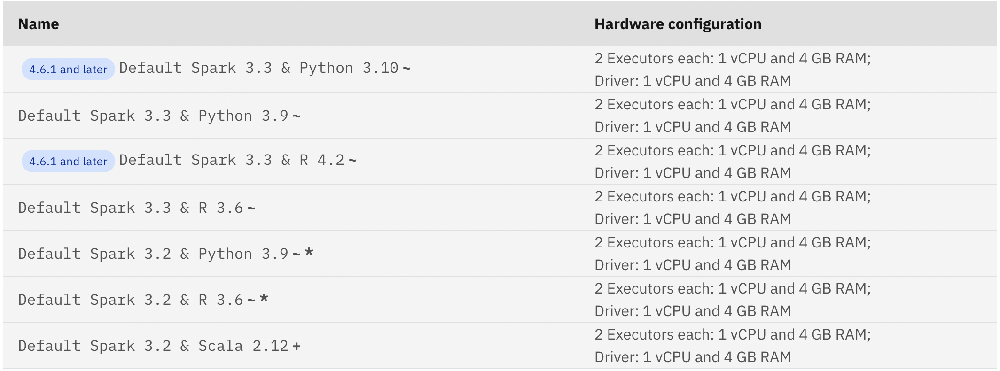 Name Hardware configuration
4.6.1 and later Default Spark 3.3 & Python 3.10 ~
2 Executors each: 1 vCPU and 4 GB RAM;
Driver: 1 vCPU and 4 GB RAM
Default Spark 3.3 & Python 3.9 ~
2 Executors each: 1 vCPU and 4 GB RAM;
Driver: 1 vCPU and 4 GB RAM
4.6.1 and later Default Spark 3.3 & R 4.2 ~
2 Executors each: 1 vCPU and 4 GB RAM;
Driver: 1 vCPU and 4 GB RAM
Default Spark 3.3 & R 3.6 ~
2 Executors each: 1 vCPU and 4 GB RAM;
Driver: 1 vCPU and 4 GB RAM
Default Spark 3.2 & Python 3.9 ~ *
2 Executors each: 1 vCPU and 4 GB RAM;
Driver: 1 vCPU and 4 GB RAM
Default Spark 3.2 & R 3.6 ~ *
2 Executors each: 1 vCPU and 4 GB RAM;
Driver: 1 vCPU and 4 GB RAM
Default Spark 3.2 & Scala 2.12 +
2 Executors each: 1 vCPU and 4 GB RAM;
Driver: 1 vCPU and 4 GB RAM